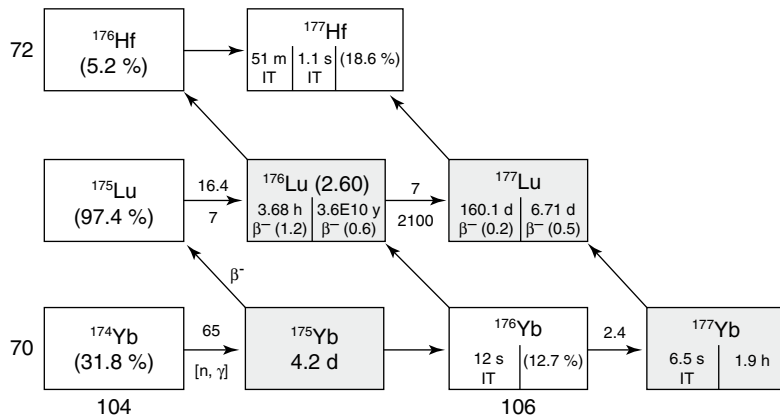 72
¹⁷⁶Hf
(5.2 %)
¹⁷⁷Hf
51 m
IT
1.1 s
IT
(18.6 %)
¹⁷⁵Lu
(97.4 %)
16.4
7
¹⁷⁶Lu (2.60)
3.68 h
β⁻ (1.2)
3.6E10 y
β⁻ (0.6)
7
2100
¹⁷⁷Lu
160.1 d
β⁻ (0.2)
6.71 d
β⁻ (0.5)
β⁻
70
¹⁷⁴Yb
(31.8 %)
65
[n, γ]
¹⁷⁵Yb
4.2 d
¹⁷⁶Yb
12 s
IT
(12.7 %)
2.4
¹⁷⁷Yb
6.5 s
IT
1.9 h
104
106